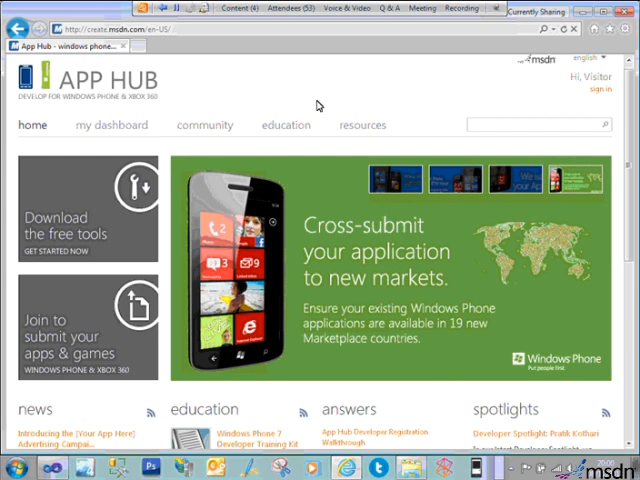 Content (4)
Attendees (53)
Voice & Video
Q & A
Meeting
Recording
Currently Sharing
http://create.msdn.com/en-US/
App Hub - windows phone...
msdn
english
APP HUB
DEVELOP FOR WINDOWS PHONE & XBOX 360
Hi, Visitor
sign in
home
my dashboard
community
education
resources
Download
the free tools
GET STARTED NOW
Join to
submit your
apps & games
WINDOWS PHONE & XBOX 360
Cross-submit
your application
to new markets.
Ensure your existing Windows Phone
applications are available in 19 new
Marketplace countries.
Windows Phone
Put people first.
news
Introducing the [Your App Here]
Advertising Campai...
education
Windows Phone 7
Developer Training Kit
answers
App Hub Developer Registration
Walkthrough
spotlights
Developer Spotlight: Pratik Kothari
msdn